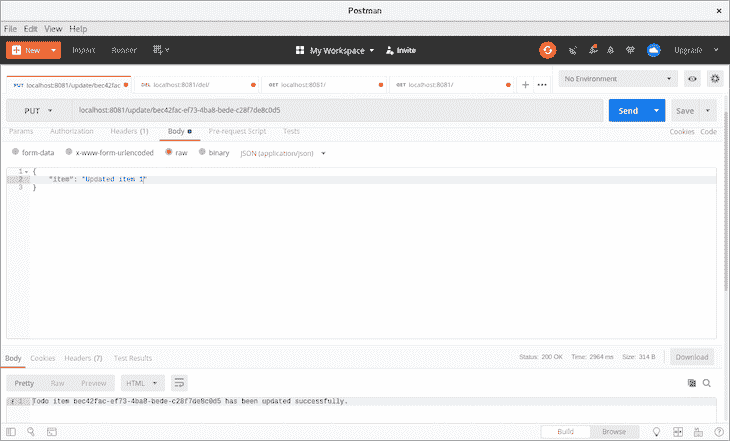 Postman
File Edit View Help
New Import Runner My Workspace Invite Upgrade
PUT localhost:8081/update/bec42fac DEL localhost:8081/del/ GET localhost:8081/ GET localhost:8081/ + ••• No Environment
PUT localhost:8081/update/bec42fac-ef73-4ba8-bede-c28f7de8c0d5 Send Save
Params Authorization Headers (1) Body Pre-request Script Tests Cookies Code
form-data x-www-form-urlencoded raw binary JSON (application/json)
1 {
2 "item": "Updated item 1"
3 }
Body Cookies Headers (7) Test Results Status: 200 OK Time: 2964 ms Size: 314 B Download
Pretty Raw Preview HTML
i 1 Todo item bec42fac-ef73-4ba8-bede-c28f7de8c0d5 has been updated successfully.
Build Browse